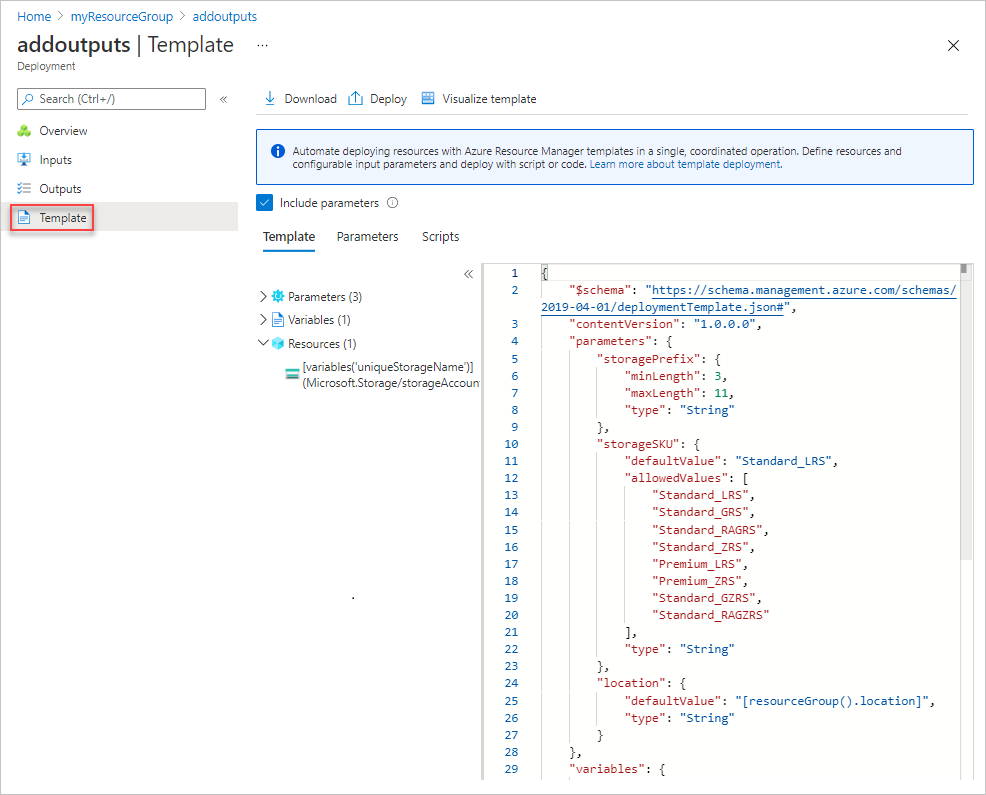 Home > myResourceGroup > addoutputs
addoutputs | Template ...
Deployment
Search (Ctrl+/)
«
Overview
Inputs
Outputs
Template
Download
Deploy
Visualize template
Automate deploying resources with Azure Resource Manager templates in a single, coordinated operation. Define resources and
configurable input parameters and deploy with script or code. Learn more about template deployment.
Include parameters
Template
Parameters
Scripts
«
Parameters (3)
Variables (1)
Resources (1)
[variables('uniqueStorageName')]
(Microsoft.Storage/storageAccoun
1 {
2 "$schema": "https://schema.management.azure.com/schemas/
2019-04-01/deploymentTemplate.json#",
3 "contentVersion": "1.0.0.0",
4 "parameters": {
5 "storagePrefix": {
6 "minLength": 3,
7 "maxLength": 11,
8 "type": "String"
9 },
10 "storageSKU": {
11 "defaultValue": "Standard_LRS",
12 "allowedValues": [
13 "Standard_LRS",
14 "Standard_GRS",
15 "Standard_RAGRS",
16 "Standard_ZRS",
17 "Premium_LRS",
18 "Premium_ZRS",
19 "Standard_GZRS",
20 "Standard_RAGZRS"
21 ],
22 "type": "String"
23 },
24 "location": {
25 "defaultValue": "[resourceGroup().location]",
26 "type": "String"
27 }
28 },
29 "variables": {